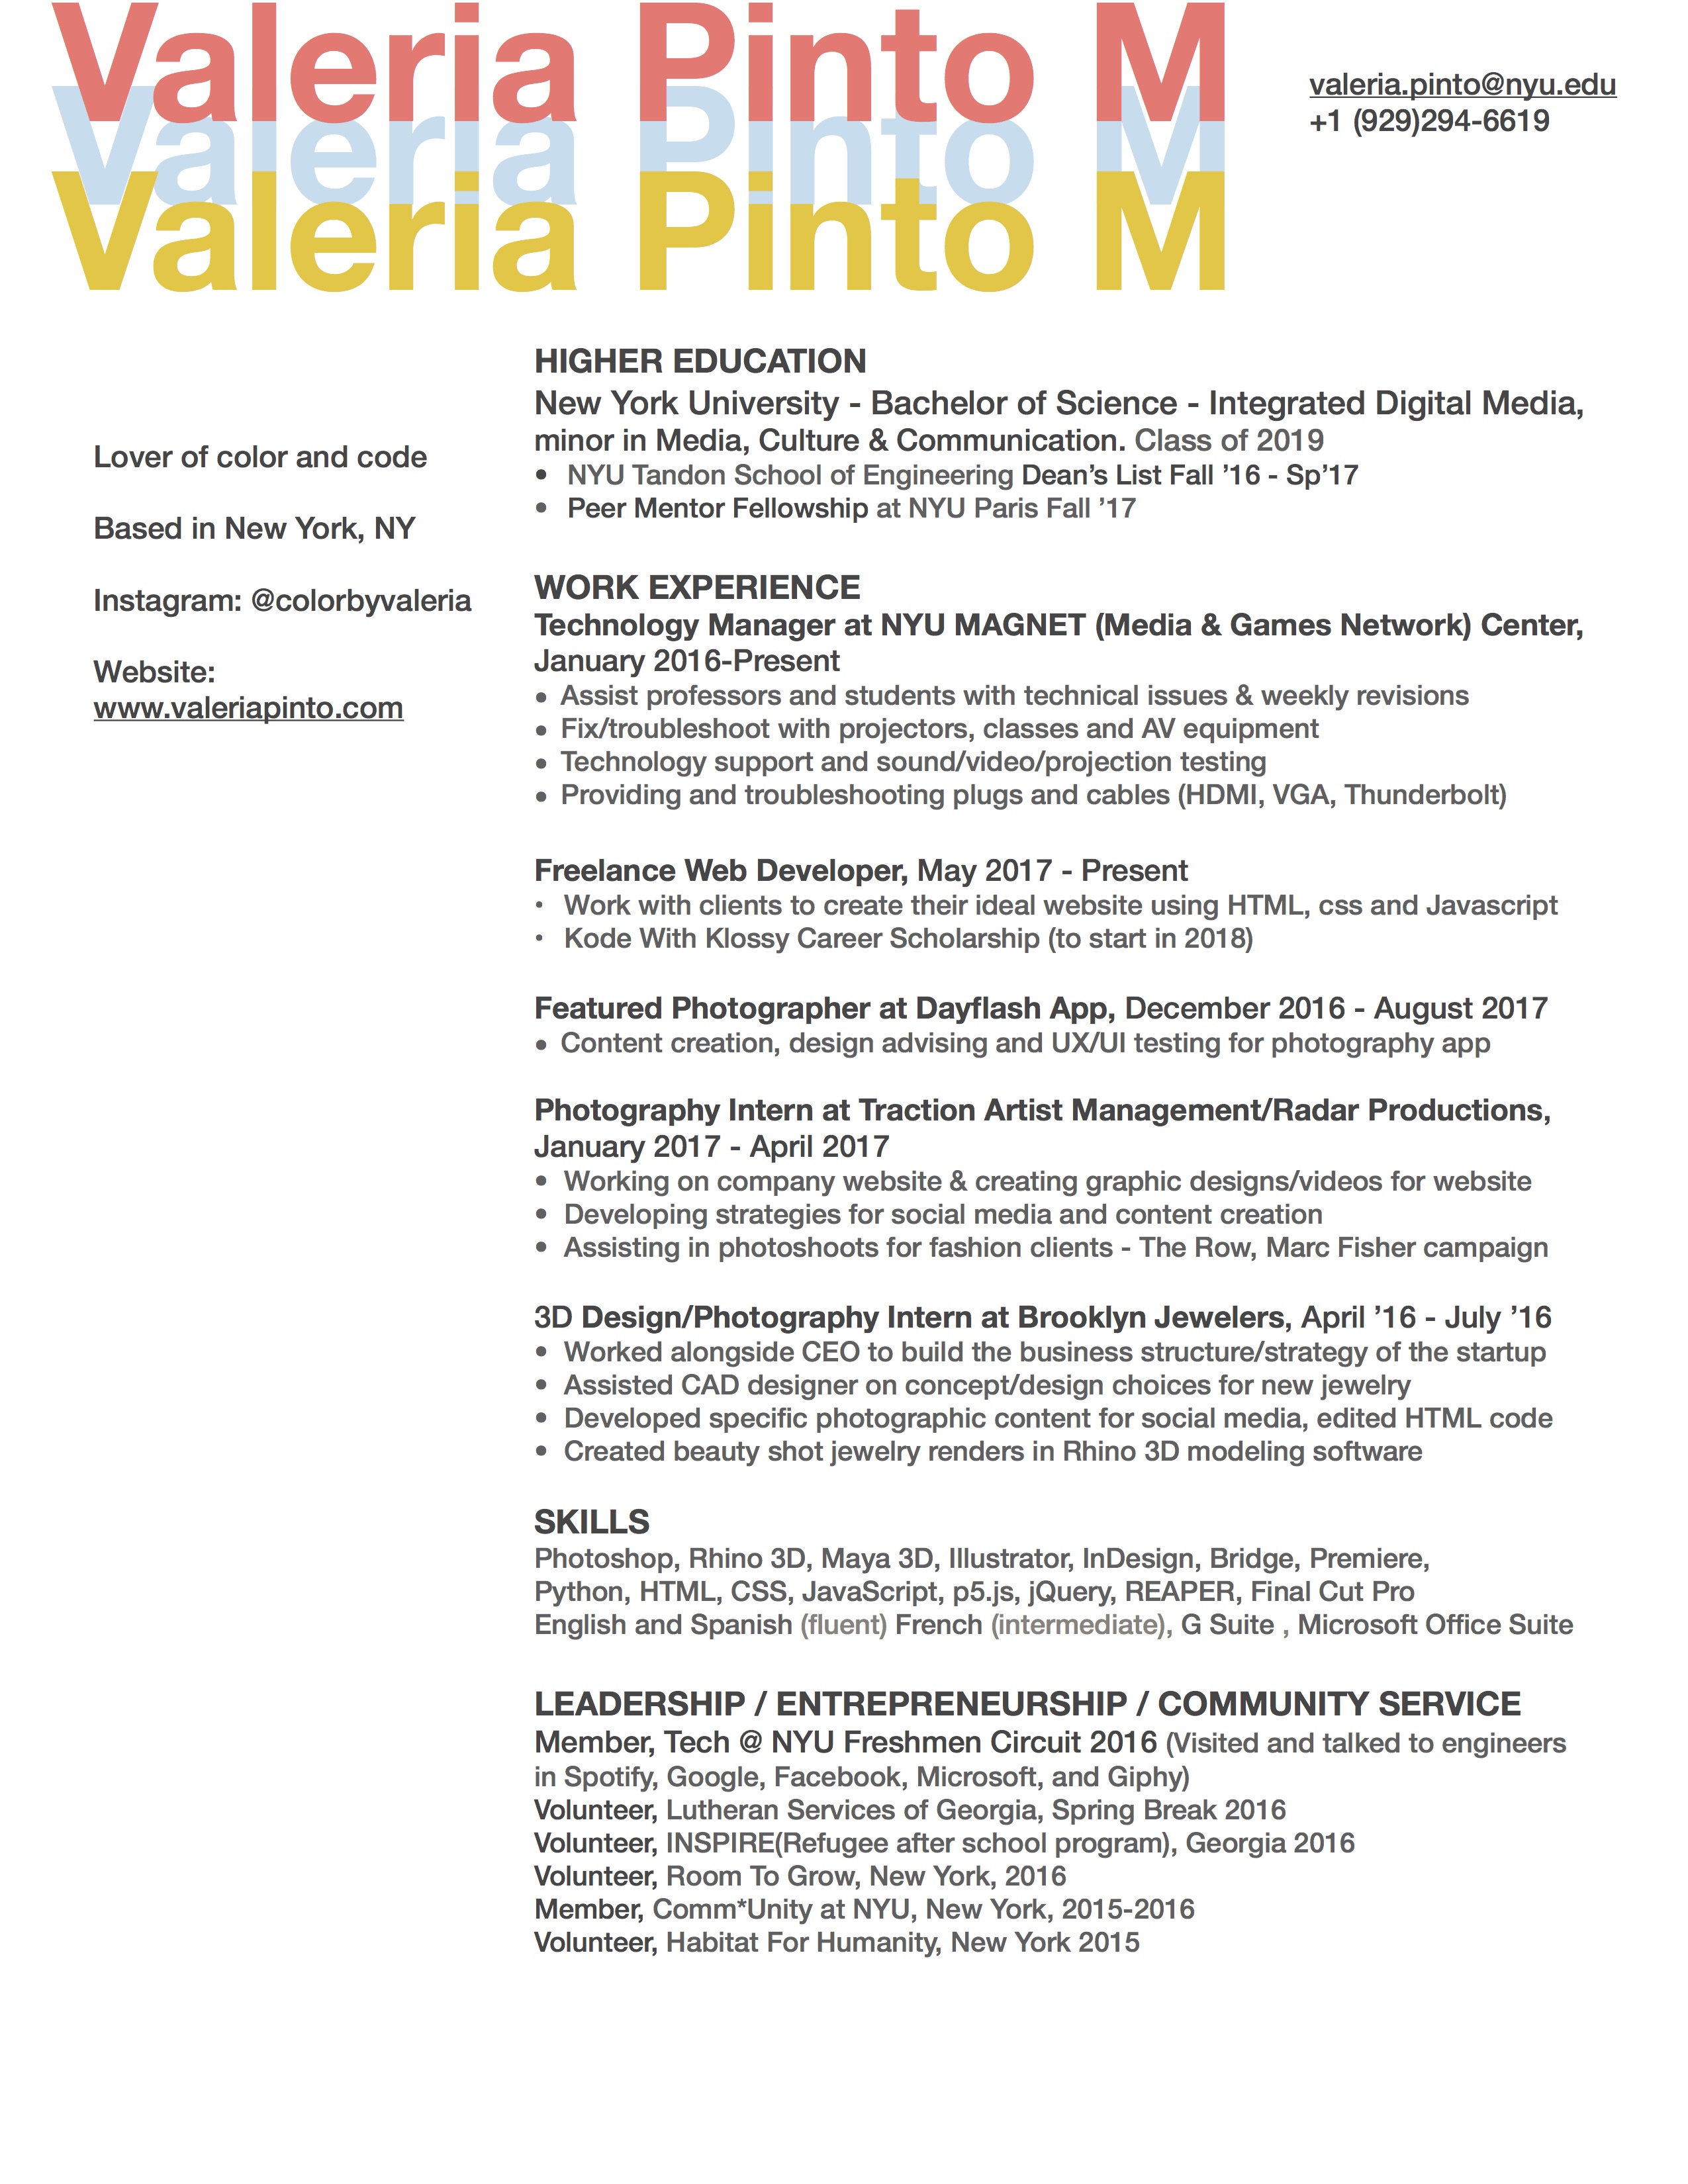 Valeria Pinto M
Valeria Pinto M
Valeria Pinto M
valeria.pinto@nyu.edu
+1 (929)294-6619
Lover of color and code
Based in New York, NY
Instagram: @colorbyvaleria
Website:
www.valeriapinto.com
HIGHER EDUCATION
New York University - Bachelor of Science - Integrated Digital Media,
minor in Media, Culture & Communication. Class of 2019
• NYU Tandon School of Engineering Dean’s List Fall ’16 - Sp’17
• Peer Mentor Fellowship at NYU Paris Fall ’17
WORK EXPERIENCE
Technology Manager at NYU MAGNET (Media & Games Network) Center,
January 2016-Present
• Assist professors and students with technical issues & weekly revisions
• Fix/troubleshoot with projectors, classes and AV equipment
• Technology support and sound/video/projection testing
• Providing and troubleshooting plugs and cables (HDMI, VGA, Thunderbolt)
Freelance Web Developer, May 2017 - Present
• Work with clients to create their ideal website using HTML, css and Javascript
• Kode With Klossy Career Scholarship (to start in 2018)
Featured Photographer at Dayflash App, December 2016 - August 2017
• Content creation, design advising and UX/UI testing for photography app
Photography Intern at Traction Artist Management/Radar Productions,
January 2017 - April 2017
• Working on company website & creating graphic designs/videos for website
• Developing strategies for social media and content creation
• Assisting in photoshoots for fashion clients - The Row, Marc Fisher campaign
3D Design/Photography Intern at Brooklyn Jewelers, April ’16 - July ’16
• Worked alongside CEO to build the business structure/strategy of the startup
• Assisted CAD designer on concept/design choices for new jewelry
• Developed specific photographic content for social media, edited HTML code
• Created beauty shot jewelry renders in Rhino 3D modeling software
SKILLS
Photoshop, Rhino 3D, Maya 3D, Illustrator, InDesign, Bridge, Premiere,
Python, HTML, CSS, JavaScript, p5.js, jQuery, REAPER, Final Cut Pro
English and Spanish (fluent) French (intermediate), G Suite , Microsoft Office Suite
LEADERSHIP / ENTREPRENEURSHIP / COMMUNITY SERVICE
Member, Tech @ NYU Freshmen Circuit 2016 (Visited and talked to engineers
in Spotify, Google, Facebook, Microsoft, and Giphy)
Volunteer, Lutheran Services of Georgia, Spring Break 2016
Volunteer, INSPIRE(Refugee after school program), Georgia 2016
Volunteer, Room To Grow, New York, 2016
Member, Comm*Unity at NYU, New York, 2015-2016
Volunteer, Habitat For Humanity, New York 2015